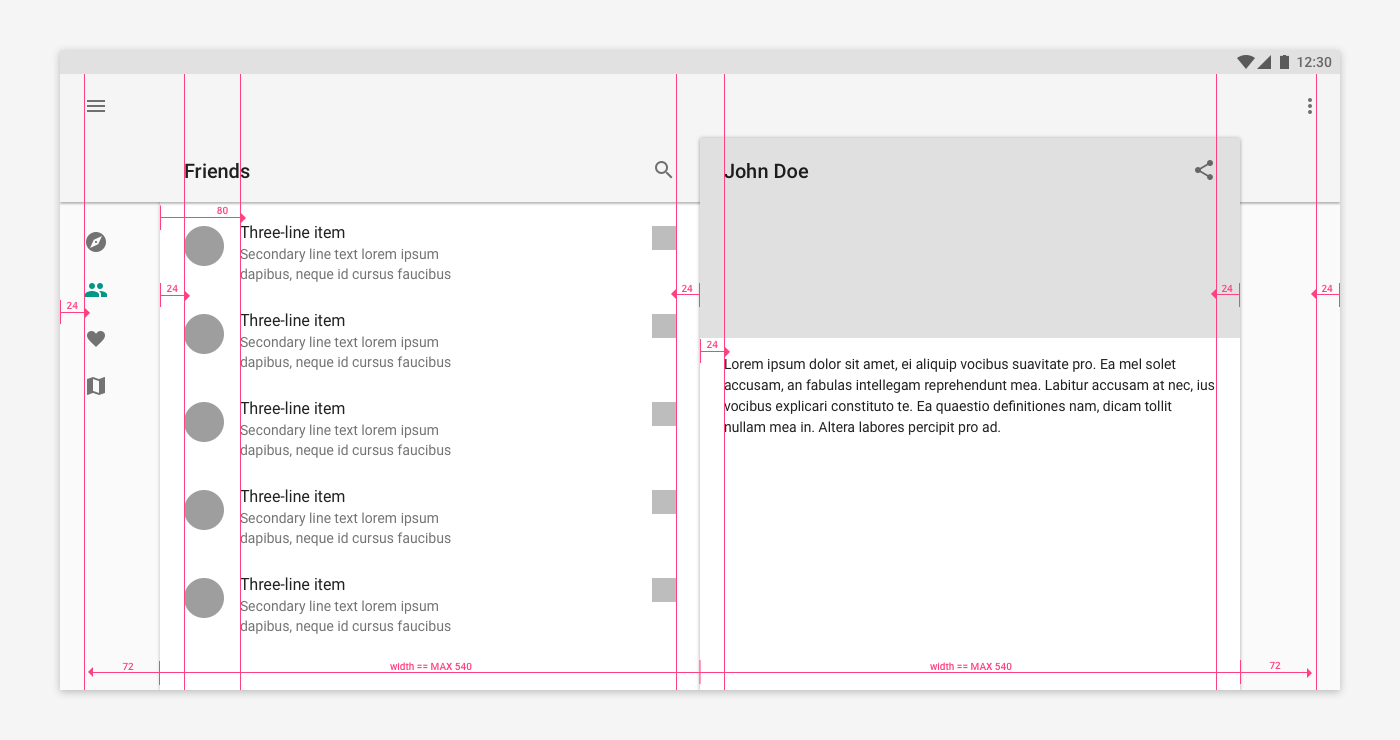 12:30
Friends
John Doe
80
Three-line item
Secondary line text lorem ipsum
dapibus, neque id cursus faucibus
24
24
24
24
24
Three-line item
Secondary line text lorem ipsum
dapibus, neque id cursus faucibus
24
Lorem ipsum dolor sit amet, ei aliquip vocibus suavitate pro. Ea mel solet
accusam, an fabulas intellegam reprehendunt mea. Labitur accusam at nec, ius
vocibus explicari constituto te. Ea quaestio definitiones nam, dicam tollit
nullam mea in. Altera labores percipit pro ad.
Three-line item
Secondary line text lorem ipsum
dapibus, neque id cursus faucibus
Three-line item
Secondary line text lorem ipsum
dapibus, neque id cursus faucibus
Three-line item
Secondary line text lorem ipsum
dapibus, neque id cursus faucibus
72
width == MAX 540
width == MAX 540
72